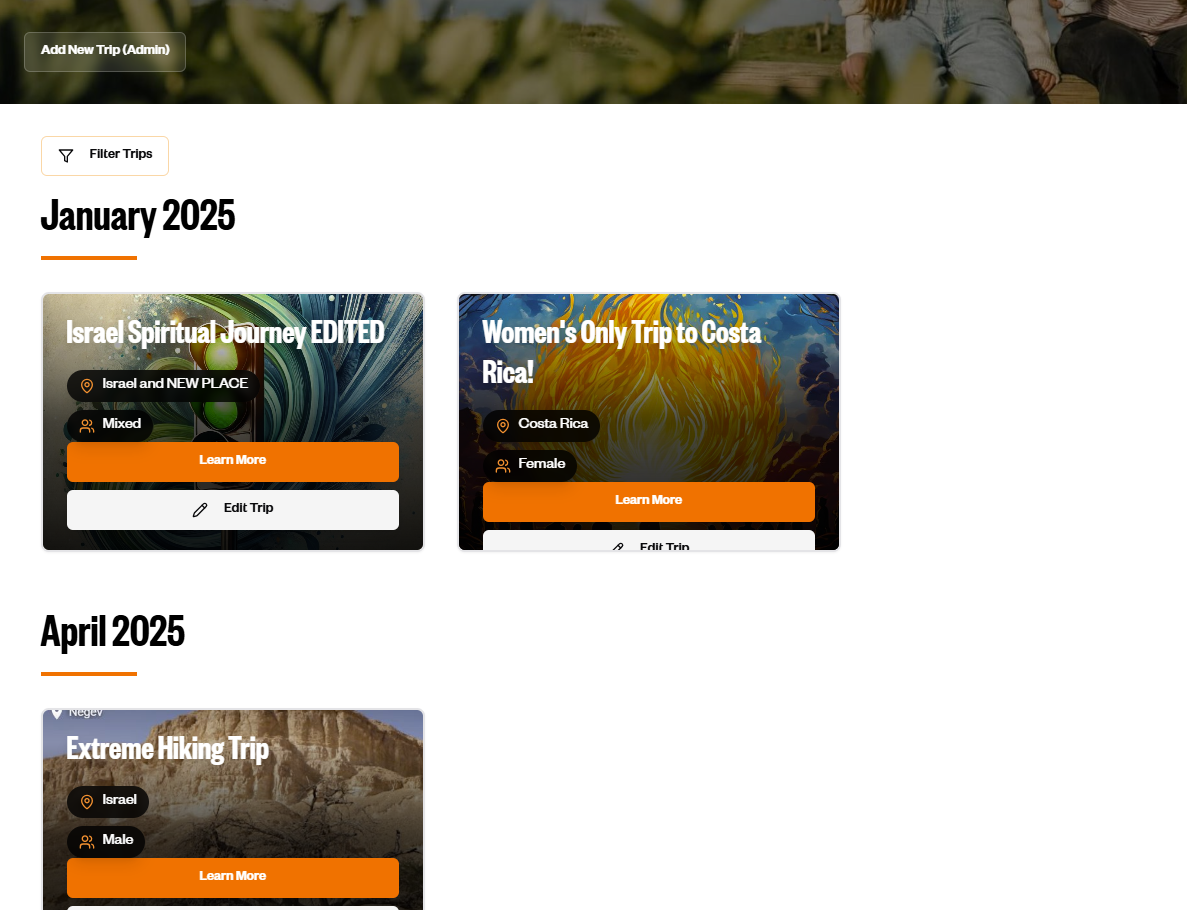 Add New Trip (Admin)
Filter Trips
January 2025
Israel Spiritual Journey EDITED
Israel and NEW PLACE
Mixed
Learn More
Edit Trip
Women's Only Trip to Costa
Rica!
Costa Rica
Female
Learn More
Edit Trip
April 2025
Negev
Extreme Hiking Trip
Israel
Male
Learn More